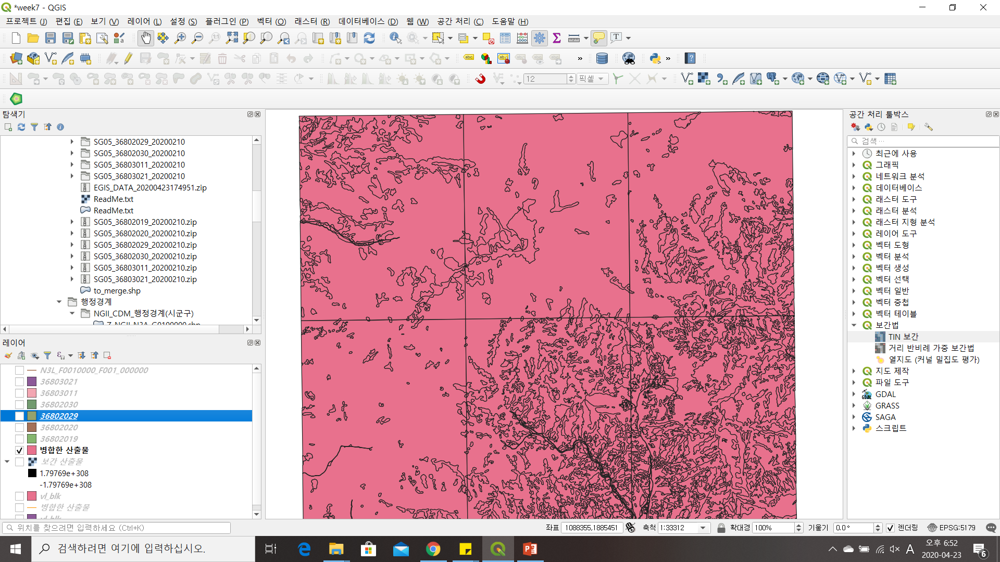 *week7 - QGIS
프로젝트 (J) 편집 (E) 보기 (V) 레이어 (L) 설정 (S) 플러그인 (P) 벡터 (O) 래스터 (R) 데이터베이스 (D) 웹 (W) 공간 처리 (C) 도움말 (H)
12 픽셀
탐색기
SG05_36802029_20200210
SG05_36802030_20200210
SG05_36803011_20200210
SG05_36803021_20200210
EGIS_DATA_20200423174951.zip
ReadMe.txt
ReadMe.txt
SG05_36802019_20200210.zip
SG05_36802020_20200210.zip
SG05_36802029_20200210.zip
SG05_36802030_20200210.zip
SG05_36803011_20200210.zip
SG05_36803021_20200210.zip
to_merge.shp
행정경계
NGII_CDM_행정경계(시군구)
Z_NGII_N3A_G0100000.shp
레이어
N3L_F0010000_F001_000000
36803021
36803011
36802030
36802029
36802020
36802019
병합한 산출물
보간 산출물
1.79769e+308
-1.79769e+308
vl_blk
병합한 산출물
vl_blk
공간 처리 툴박스
검색…
최근에 사용
그래픽
네트워크 분석
데이터베이스
래스터 도구
래스터 분석
래스터 지형 분석
레이어 도구
벡터 도형
벡터 분석
벡터 생성
벡터 선택
벡터 일반
벡터 중첩
벡터 테이블
보간법
TIN 보간
거리 반비례 가중 보간법
열지도 (커널 밀집도 평가)
지도 제작
파일 도구
GDAL
GRASS
SAGA
스크립트
위치를 찾으려면 입력하세요 (Ctrl+K)
좌표 1088355,1885451 축척 1:33312 확대경 100% 기울기 0.0 ° 렌더링 EPSG:5179
검색하려면 여기에 입력하십시오.
A 오후 6:52
2020-04-23
6